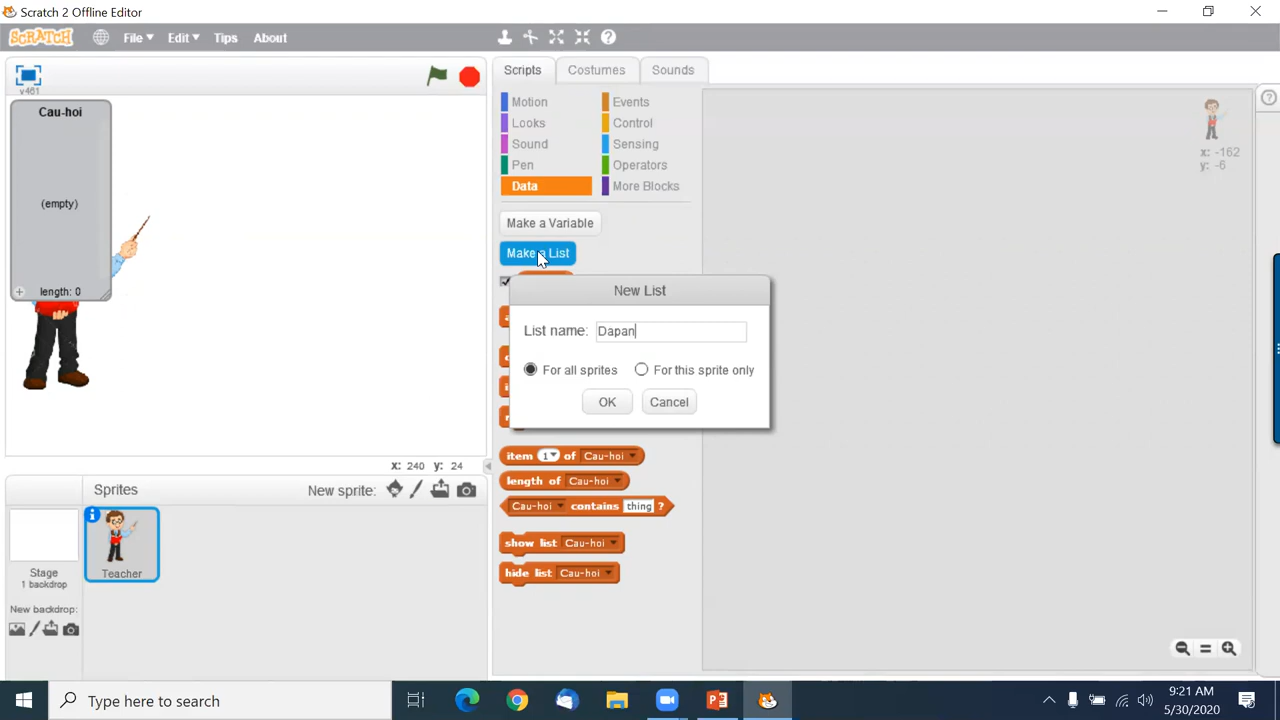 Scratch 2 Offline Editor
SCRATCH File Edit Tips About
v461
Scripts Costumes Sounds
Cau-hoi
(empty)
length: 0
Motion Events
Looks Control
Sound Sensing
Pen Operators
Data More Blocks
x: -162
y: -6
Make a Variable
Make a List
New List
List name: Dapan
For all sprites For this sprite only
OK Cancel
item 1 of Cau-hoi
length of Cau-hoi
Cau-hoi contains thing ?
show list Cau-hoi
hide list Cau-hoi
x: 240 y: 24
Sprites New sprite:
Stage
1 backdrop
New backdrop:
Teacher
Type here to search
9:21 AM
5/30/2020